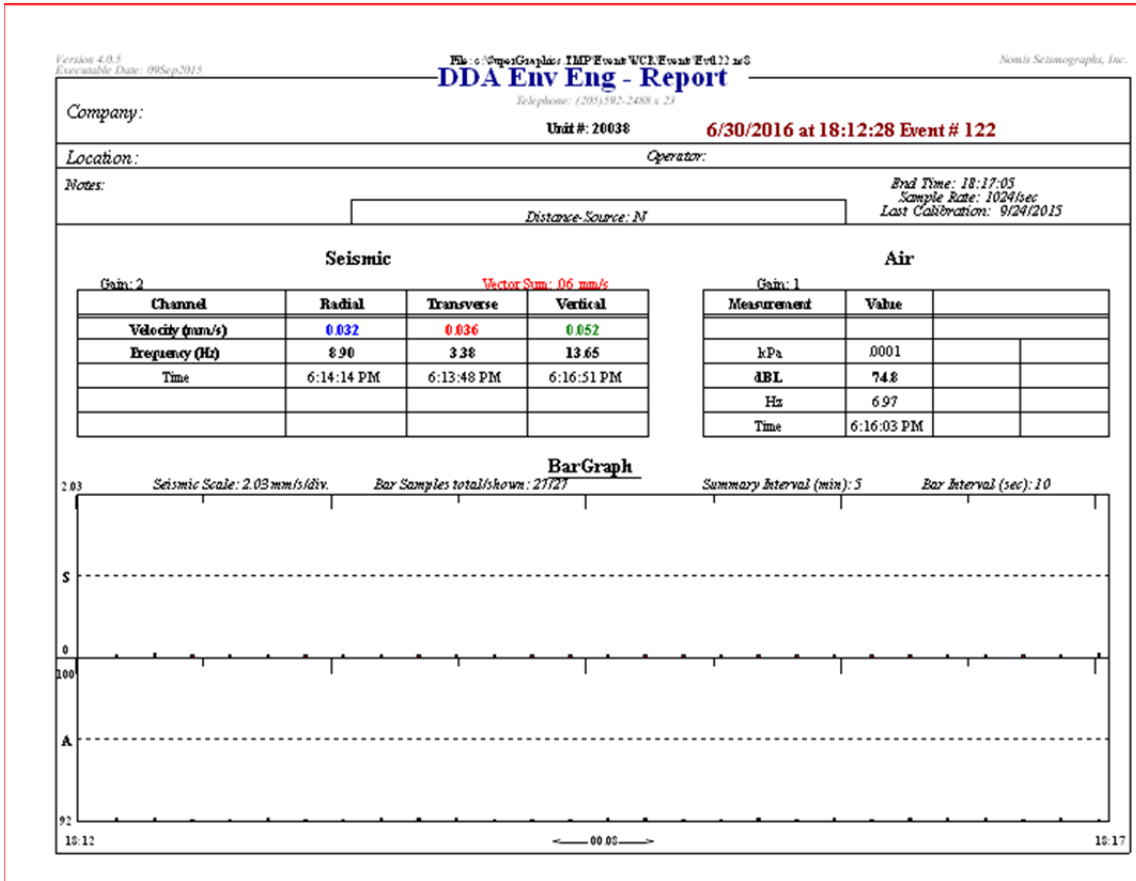 Version 4.0.5
Executable Date: 09Sep2015
Nomis Seismographs, Inc.
DDA Env Eng - Report
Telephone: (205)592-2488 x 23
Company:
Unit #: 20038 6/30/2016 at 18:12:28 Event # 122
Location: Operator:
Notes:
End Time: 18:17:05
Sample Rate: 1024/sec
Last Calibration: 9/24/2015
Distance-Source: N
Seismic Air
Gain: 2 Vector Sum: .06 mm/s Gain: 1
Channel Radial Transverse Vertical Measurement Value
Velocity (mm/s) 0.032 0.036 0.052
Frequency (Hz) 8.90 3.38 13.65 kPa .0001
Time 6:14:14 PM 6:13:48 PM 6:16:51 PM dBL 74.8
Hz 6.97
Time 6:16:03 PM
BarGraph
2.03 Seismic Scale: 2.03 mm/s/div. Bar Samples total/shown: 27/27 Summary Interval (min): 5 Bar Interval (sec): 10
S
0
100
A
92
18:12 00.08 18:17